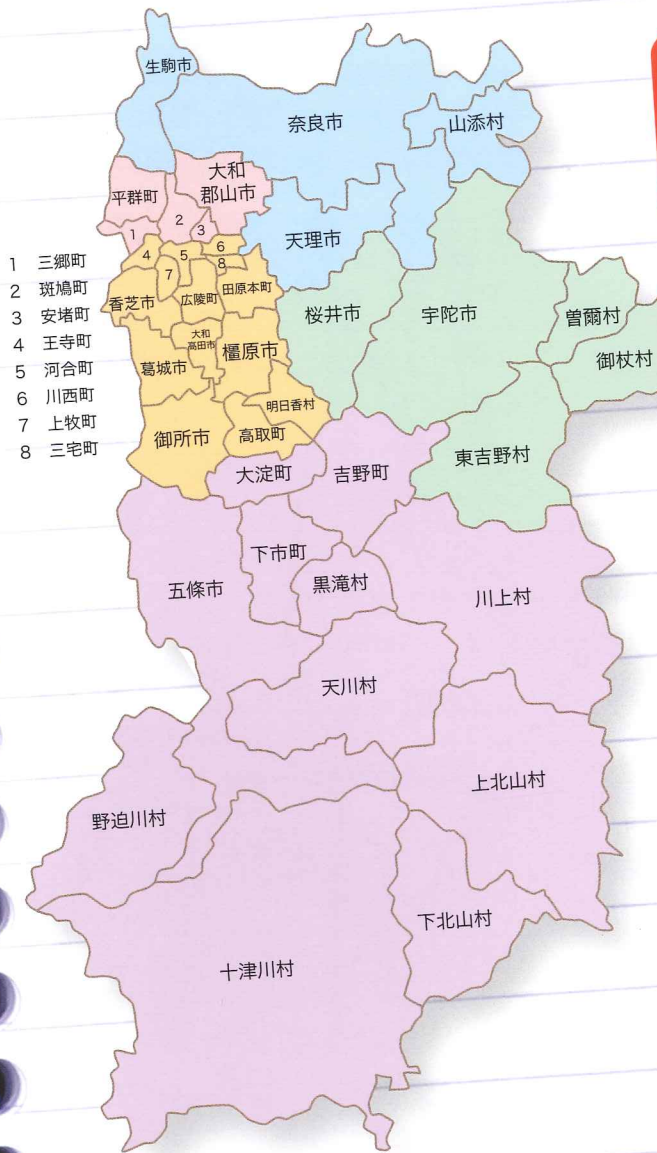 生駒市
奈良市
山添村
平群町
大和
郡山市
天理市
1
2
3
4
5
6
7
8
香芝市
広陵町
田原本町
桜井市
宇陀市
曽爾村
御杖村
大和
高田市
橿原市
葛城市
明日香村
御所市
高取町
東吉野村
大淀町
吉野町
下市町
黒滝村
五條市
川上村
天川村
上北山村
野迫川村
下北山村
十津川村
1 三郷町
2 斑鳩町
3 安堵町
4 王寺町
5 河合町
6 川西町
7 上牧町
8 三宅町